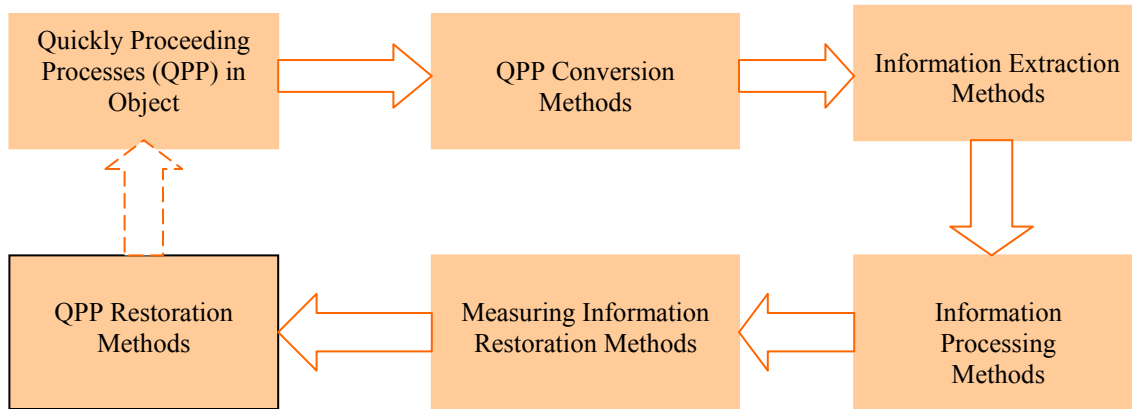 Quickly Proceeding
Processes (QPP) in
Object
QPP Conversion
Methods
Information Extraction
Methods
Information
Processing
Methods
Measuring Information
Restoration Methods
QPP Restoration
Methods